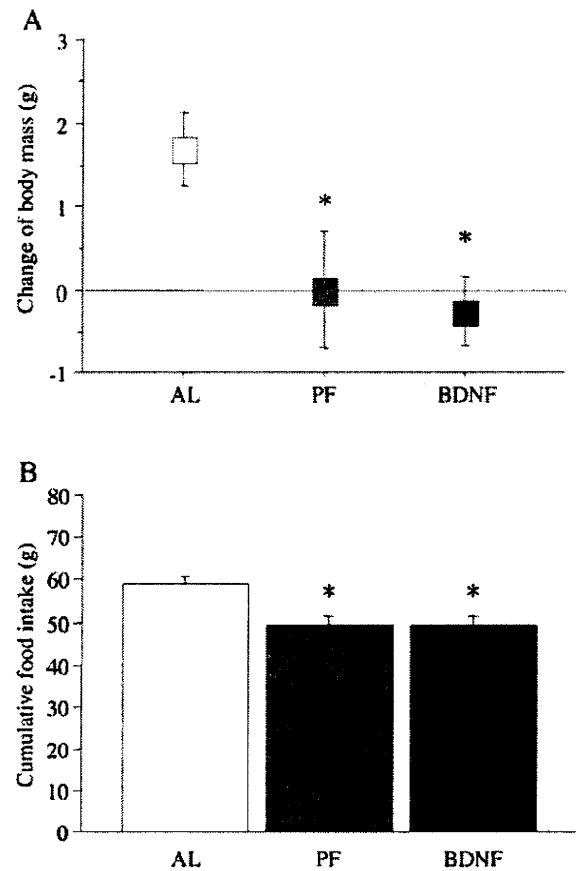 A
Change of body mass (g)
3
2
1
0
-1
*
*
AL PF BDNF
B
Cumulative food intake (g)
80
70
60
50
40
30
20
10
0
* *
AL PF BDNF